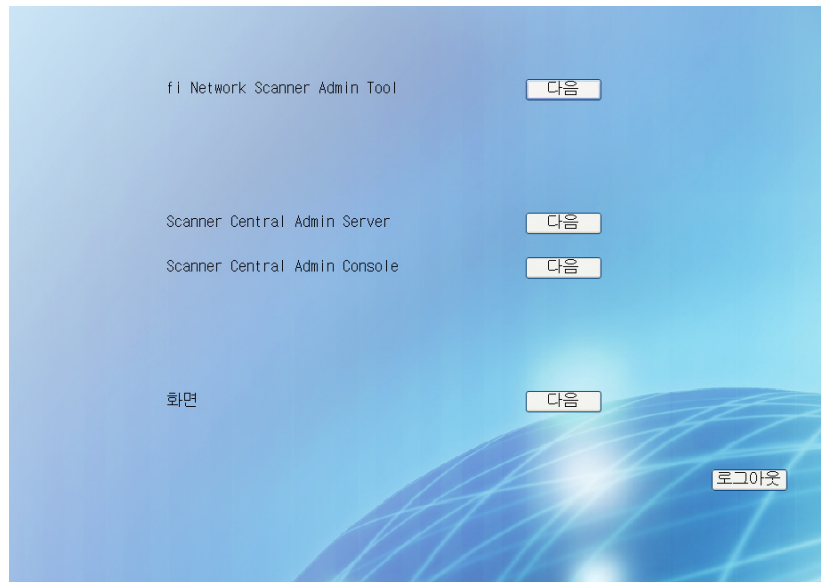 fi Network Scanner Admin Tool 다음
Scanner Central Admin Server 다음
Scanner Central Admin Console 다음
화면 다음
로그아웃